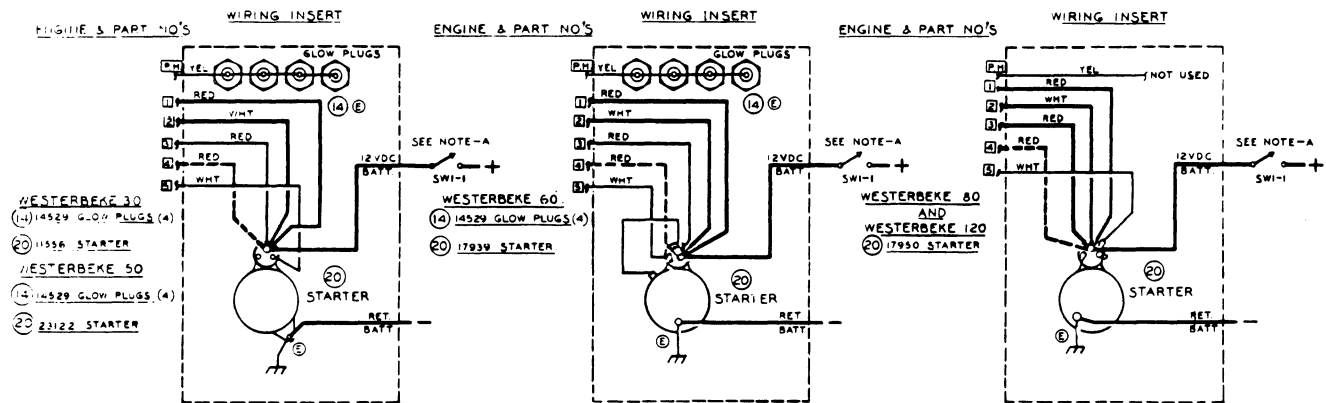 WIRING INSERT
ENGINE & PART NO'S
GLOW PLUGS
P.H
YEL
1
RED
14 E
2
WHT
3
RED
4
RED
5
WHT
12VDC
BATT.
SEE NOTE-A
+
SW1-1
WESTERBEKE 30
14 14529 GLOW PLUGS (4)
20 11556 STARTER
WESTERBEKE 50
14 14529 GLOW PLUGS (4)
20 23122 STARTER
20
STARTER
RET.
BATT
E
WIRING INSERT
ENGINE & PART NO'S
GLOW PLUGS
P.H
YEL
1
RED
14 E
2
WHT
3
RED
4
RED
5
WHT
12VDC
BATT.
SEE NOTE-A
+
SW1-1
WESTERBEKE 60
14 14529 GLOW PLUGS (4)
20 17939 STARTER
20
STARTER
RET.
BATT
E
WIRING INSERT
ENGINE & PART NO'S
P.H
YEL
NOT USED
1
RED
2
WHT
3
RED
4
RED
5
WHT
12VDC
BATT.
SEE NOTE-A
+
SW1-1
WESTERBEKE 80
AND
WESTERBEKE 120
20 17950 STARTER
20
STARTER
RET.
BATT
E